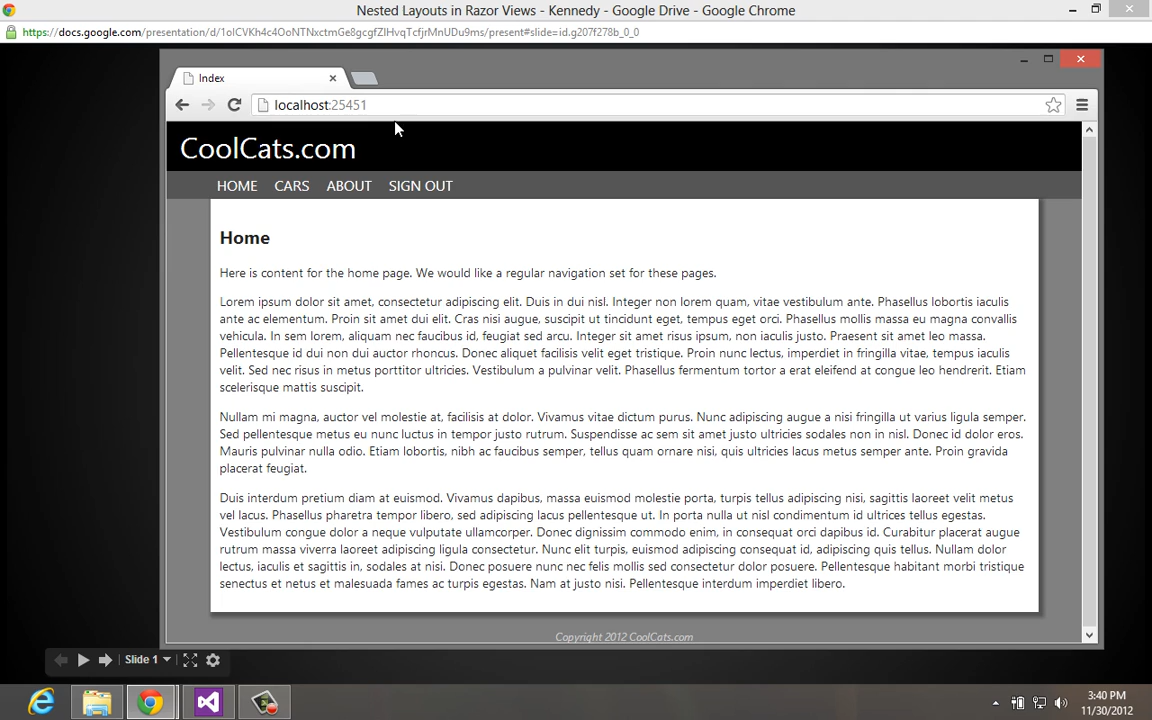 Nested Layouts in Razor Views - Kennedy - Google Drive - Google Chrome
https://docs.google.com/presentation/d/1oICVKh4c4OoNTNxctmGe8gcgfZIHvqTcfjrMnUDu9ms/present#slide=id.g207f278b_0_0
Index
localhost:25451
CoolCats.com
HOME CARS ABOUT SIGN OUT
Home
Here is content for the home page. We would like a regular navigation set for these pages.
Lorem ipsum dolor sit amet, consectetur adipiscing elit. Duis in dui nisl. Integer non lorem quam, vitae vestibulum ante. Phasellus lobortis iaculis
ante ac elementum. Proin sit amet dui elit. Cras nisi augue, suscipit ut tincidunt eget, tempus eget orci. Phasellus mollis massa eu magna convallis
vehicula. In sem lorem, aliquam nec faucibus id, feugiat sed arcu. Integer sit amet risus ipsum, non iaculis justo. Praesent sit amet leo massa.
Pellentesque id dui non dui auctor rhoncus. Donec aliquet facilisis velit eget tristique. Proin nunc lectus, imperdiet in fringilla vitae, tempus iaculis
velit. Sed nec risus in metus porttitor ultricies. Vestibulum a pulvinar velit. Phasellus fermentum tortor a erat eleifend at congue leo hendrerit. Etiam
scelerisque mattis suscipit.
Nullam mi magna, auctor vel molestie at, facilisis at dolor. Vivamus vitae dictum purus. Nunc adipiscing augue a nisi fringilla ut varius ligula semper.
Sed pellentesque metus eu nunc luctus in tempor justo rutrum. Suspendisse ac sem sit amet justo ultricies sodales non in nisl. Donec id dolor eros.
Mauris pulvinar nulla odio. Etiam lobortis, nibh ac faucibus semper, tellus quam ornare nisi, quis ultricies lacus metus semper ante. Proin gravida
placerat feugiat.
Duis interdum pretium diam at euismod. Vivamus dapibus, massa euismod molestie porta, turpis tellus adipiscing nisi, sagittis laoreet velit metus
vel lacus. Phasellus pharetra tempor libero, sed adipiscing lacus pellentesque ut. In porta nulla ut nisl condimentum id ultrices tellus egestas.
Vestibulum congue dolor a neque vulputate ullamcorper. Donec dignissim commodo enim, in consequat orci dapibus id. Curabitur placerat augue
rutrum massa viverra laoreet adipiscing ligula consectetur. Nunc elit turpis, euismod adipiscing consequat id, adipiscing quis tellus. Nullam dolor
lectus, iaculis et sagittis in, sodales at nisi. Donec posuere nunc nec felis mollis sed consectetur dolor posuere. Pellentesque habitant morbi tristique
senectus et netus et malesuada fames ac turpis egestas. Nam at justo nisi. Pellentesque interdum imperdiet libero.
Copyright 2012 CoolCats.com
Slide 1
3:40 PM
11/30/2012